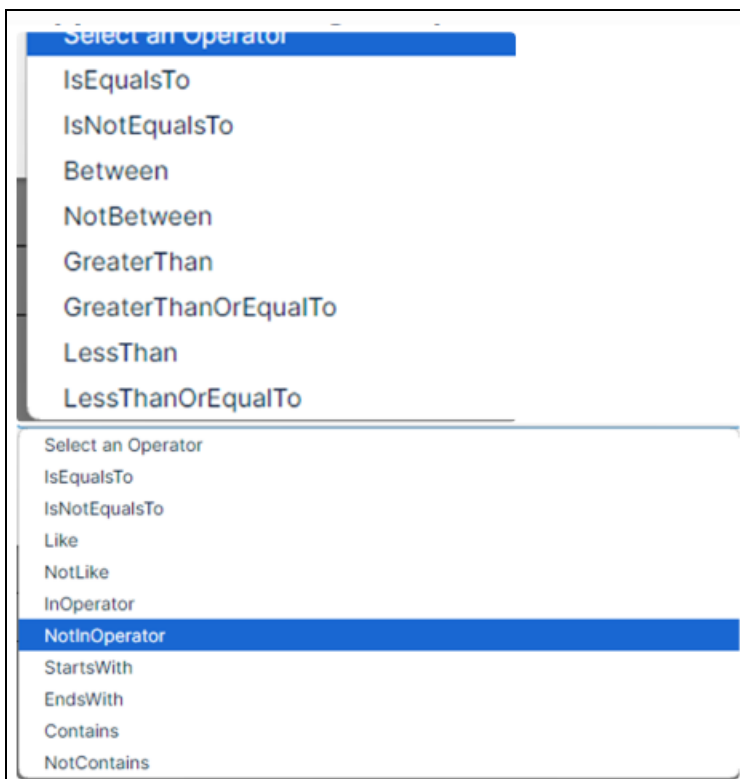 Select an Operator
IsEqualsTo
IsNotEqualsTo
Between
NotBetween
GreaterThan
GreaterThanOrEqualTo
LessThan
LessThanOrEqualTo
Select an Operator
IsEqualsTo
IsNotEqualsTo
Like
NotLike
InOperator
NotInOperator
StartsWith
EndsWith
Contains
NotContains